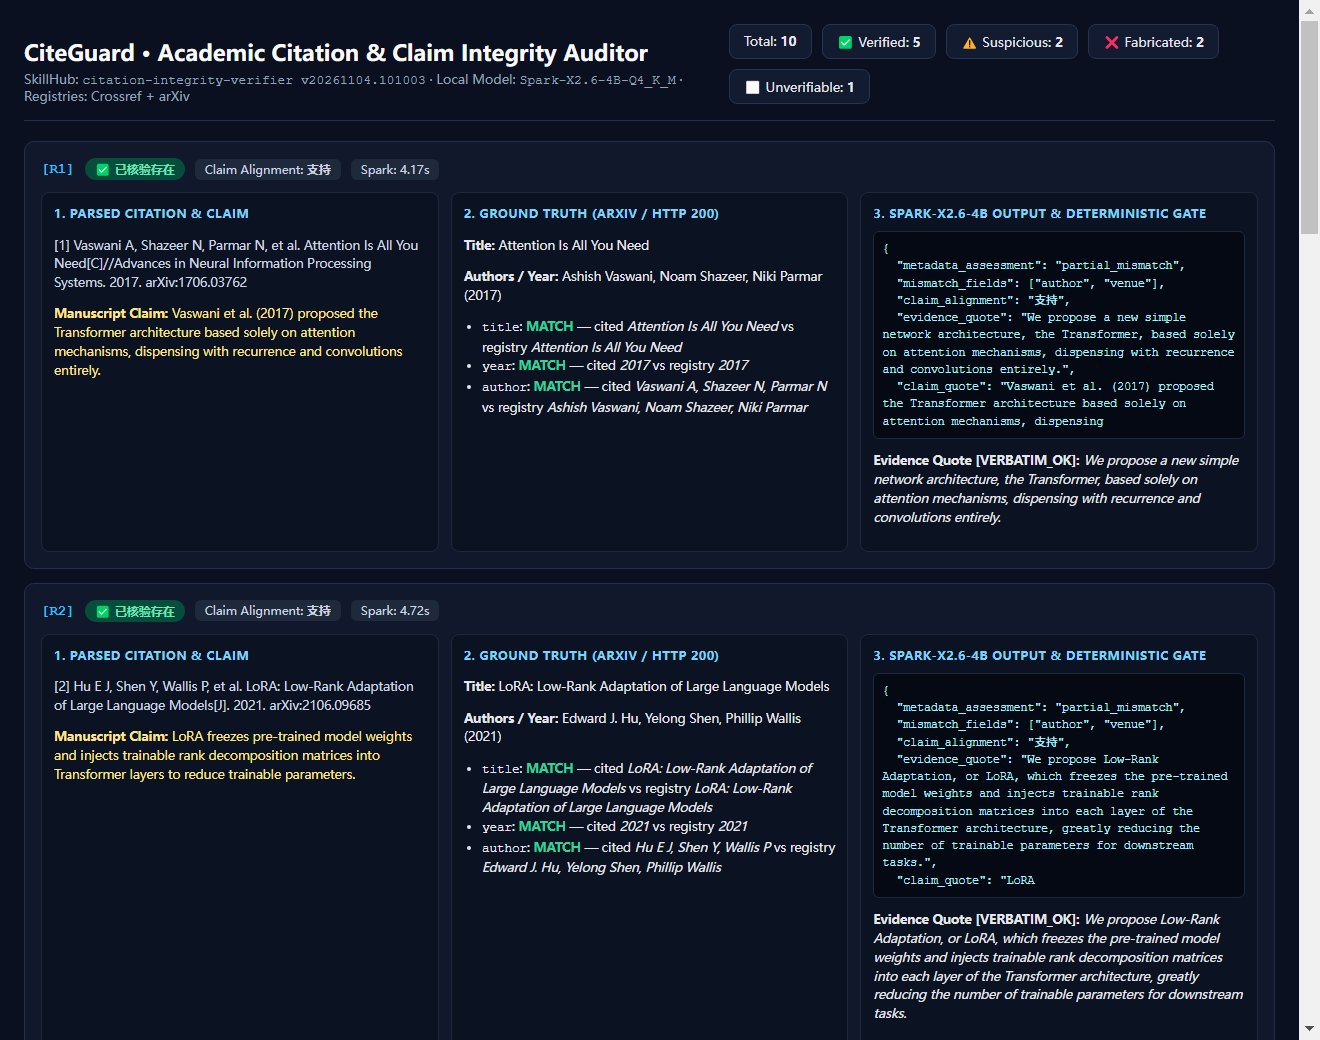 CiteGuard • Academic Citation & Claim Integrity Auditor
SkillHub: citation-integrity-verifier v20261104.101003 · Local Model: Spark-X2.6-4B-Q4_K_M ·
Registries: Crossref + arXiv
Total: 10
✅ Verified: 5
⚠️ Suspicious: 2
❌ Fabricated: 2
⬜ Unverifiable: 1
[R1]
✅ 已核验存在
Claim Alignment: 支持
Spark: 4.17s
1. PARSED CITATION & CLAIM
[1] Vaswani A, Shazeer N, Parmar N, et al. Attention Is All You
Need[C]//Advances in Neural Information Processing
Systems. 2017. arXiv:1706.03762
Manuscript Claim: Vaswani et al. (2017) proposed the
Transformer architecture based solely on attention
mechanisms, dispensing with recurrence and convolutions
entirely.
2. GROUND TRUTH (ARXIV / HTTP 200)
Title: Attention Is All You Need
Authors / Year: Ashish Vaswani, Noam Shazeer, Niki Parmar
(2017)
• title: MATCH — cited Attention Is All You Need vs
registry Attention Is All You Need
• year: MATCH — cited 2017 vs registry 2017
• author: MATCH — cited Vaswani A, Shazeer N, Parmar N
vs registry Ashish Vaswani, Noam Shazeer, Niki Parmar
3. SPARK-X2.6-4B OUTPUT & DETERMINISTIC GATE
{
"metadata_assessment": "partial_mismatch",
"mismatch_fields": ["author", "venue"],
"claim_alignment": "支持",
"evidence_quote": "We propose a new simple
network architecture, the Transformer, based solely
on attention mechanisms, dispensing with recurrence
and convolutions entirely.",
"claim_quote": "Vaswani et al. (2017) proposed
the Transformer architecture based solely on
attention mechanisms, dispensing
Evidence Quote [VERBATIM_OK]: We propose a new simple
network architecture, the Transformer, based solely on
attention mechanisms, dispensing with recurrence and
convolutions entirely.
[R2]
✅ 已核验存在
Claim Alignment: 支持
Spark: 4.72s
1. PARSED CITATION & CLAIM
[2] Hu E J, Shen Y, Wallis P, et al. LoRA: Low-Rank Adaptation
of Large Language Models[J]. 2021. arXiv:2106.09685
Manuscript Claim: LoRA freezes pre-trained model weights
and injects trainable rank decomposition matrices into
Transformer layers to reduce trainable parameters.
2. GROUND TRUTH (ARXIV / HTTP 200)
Title: LoRA: Low-Rank Adaptation of Large Language Models
Authors / Year: Edward J. Hu, Yelong Shen, Phillip Wallis
(2021)
• title: MATCH — cited LoRA: Low-Rank Adaptation of
Large Language Models vs registry LoRA: Low-Rank
Adaptation of Large Language Models
• year: MATCH — cited 2021 vs registry 2021
• author: MATCH — cited Hu E J, Shen Y, Wallis P vs registry
Edward J. Hu, Yelong Shen, Phillip Wallis
3. SPARK-X2.6-4B OUTPUT & DETERMINISTIC GATE
{
"metadata_assessment": "partial_mismatch",
"mismatch_fields": ["author", "venue"],
"claim_alignment": "支持",
"evidence_quote": "We propose Low-Rank
Adaptation, or LoRA, which freezes the pre-trained
model weights and injects trainable rank
decomposition matrices into each layer of the
Transformer architecture, greatly reducing the
number of trainable parameters for downstream
tasks.",
"claim_quote": "LoRA
Evidence Quote [VERBATIM_OK]: We propose Low-Rank
Adaptation, or LoRA, which freezes the pre-trained model
weights and injects trainable rank decomposition matrices
into each layer of the Transformer architecture, greatly
reducing the number of trainable parameters for downstream
tasks.